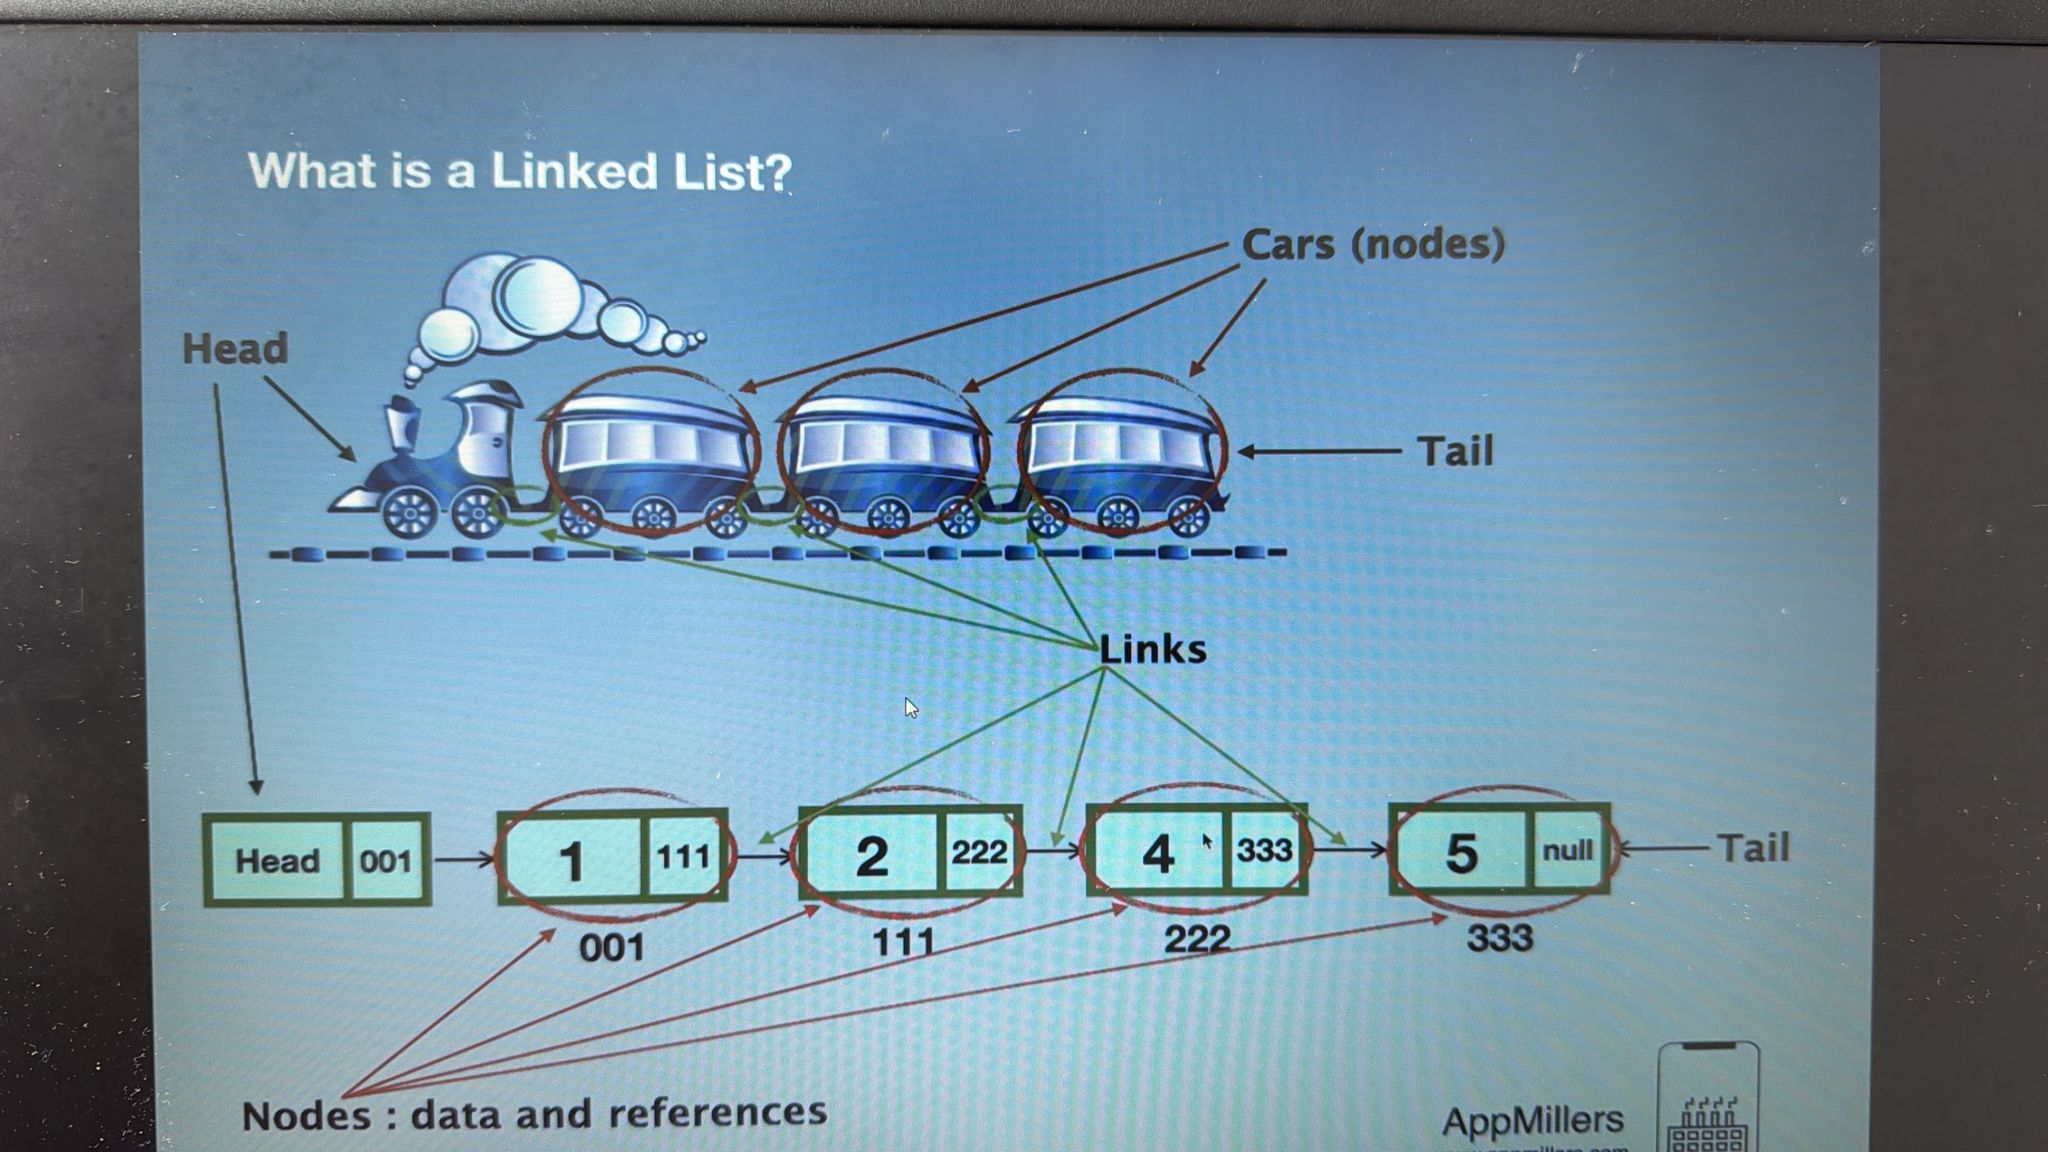 What is a Linked List?
Cars (nodes)
Head
Tail
Links
Head 001
1 111
2 222
4 333
5 null
Tail
001
111
222
333
Nodes : data and references
AppMillers